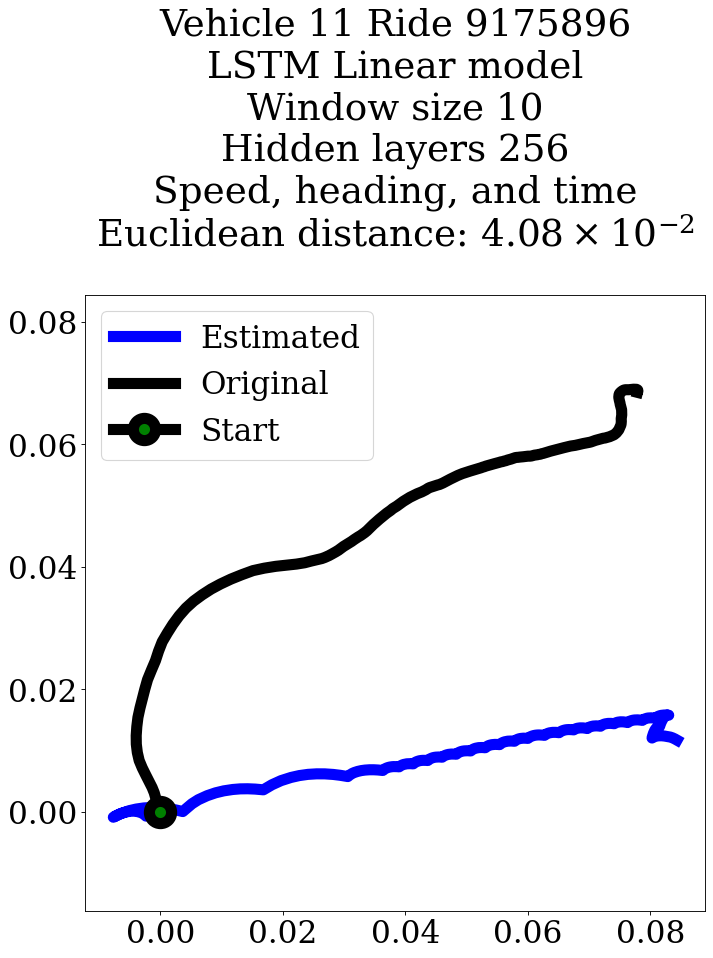 Vehicle 11 Ride 9175896
LSTM Linear model
Window size 10
Hidden layers 256
Speed, heading, and time
Euclidean distance: 4.08 × 10⁻²
Estimated
Original
Start
0.08
0.06
0.04
0.02
0.00
0.00 0.02 0.04 0.06 0.08